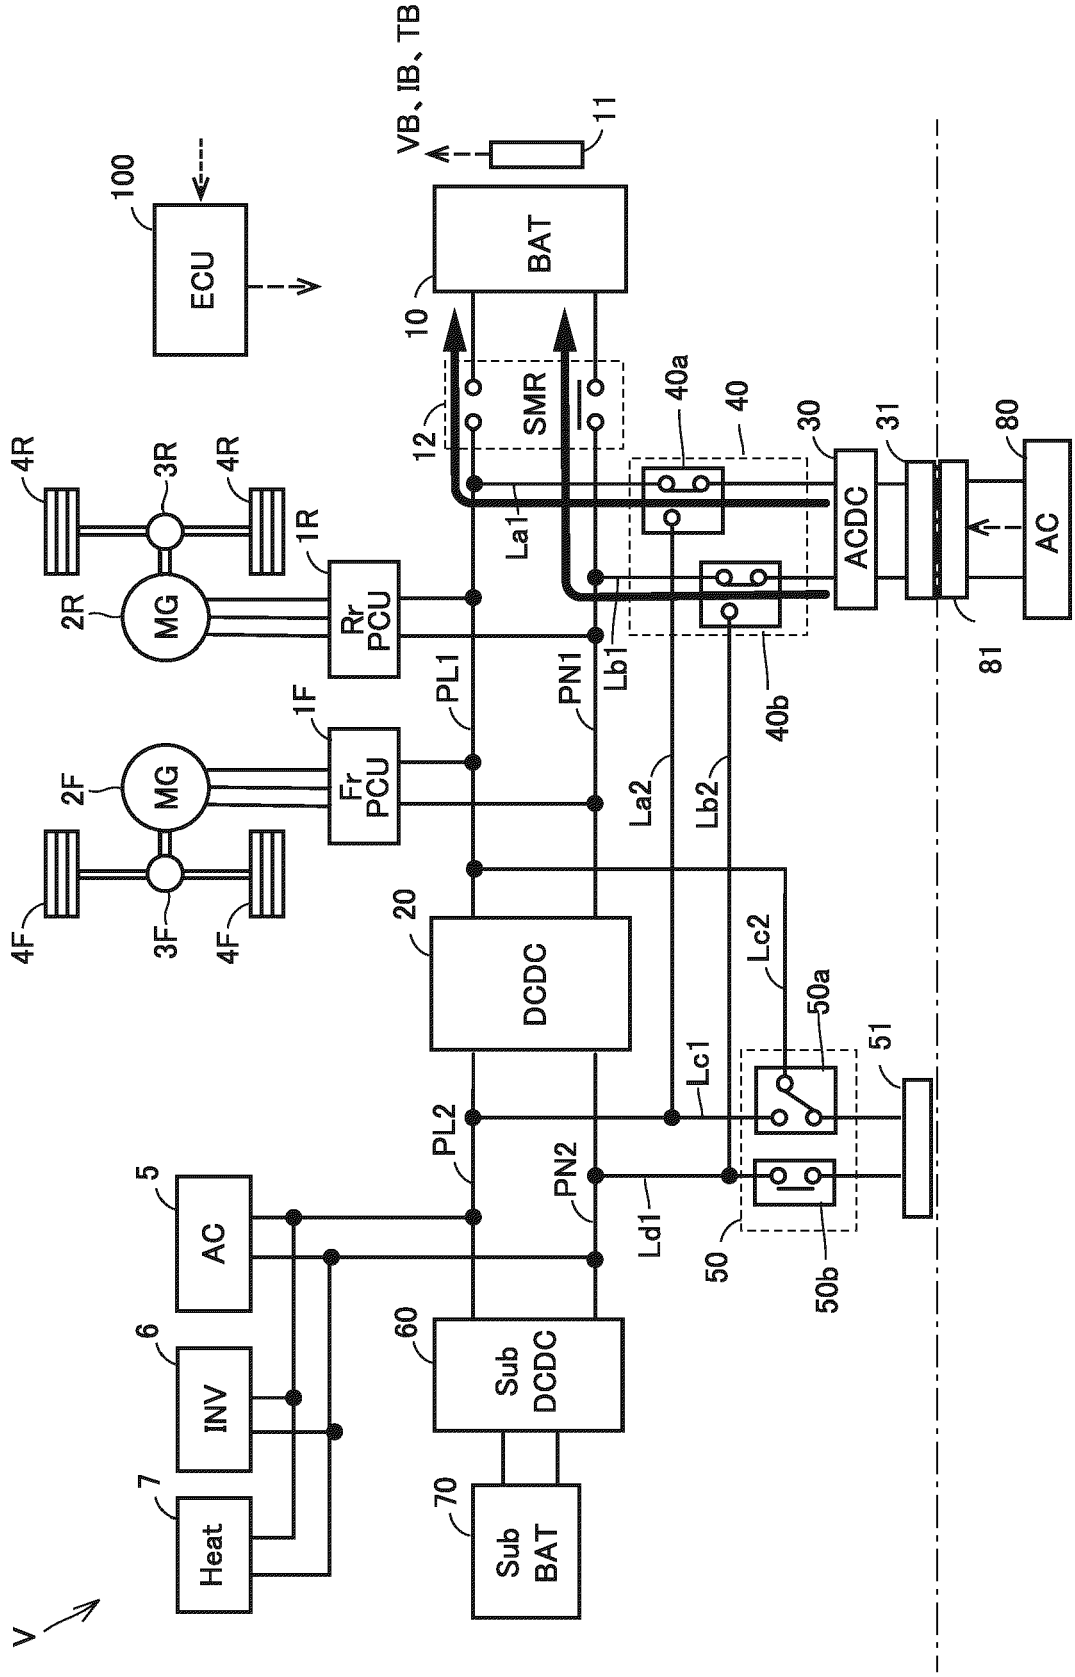 V
7
Heat
6
INV
5
AC
70
Sub
BAT
60
Sub
DCDC
PL2
PN2
20
DCDC
4F
3F
4F
2F
MG
1F
Fr
PCU
PL1
PN1
4R
3R
4R
2R
MG
1R
Rr
PCU
100
ECU
VB、IB、TB
11
10
BAT
12
SMR
La1
Lb1
La2
Lb2
40a
40
40b
30
ACDC
31
81
80
AC
Lc1
Lc2
Ld1
50
50a
50b
51